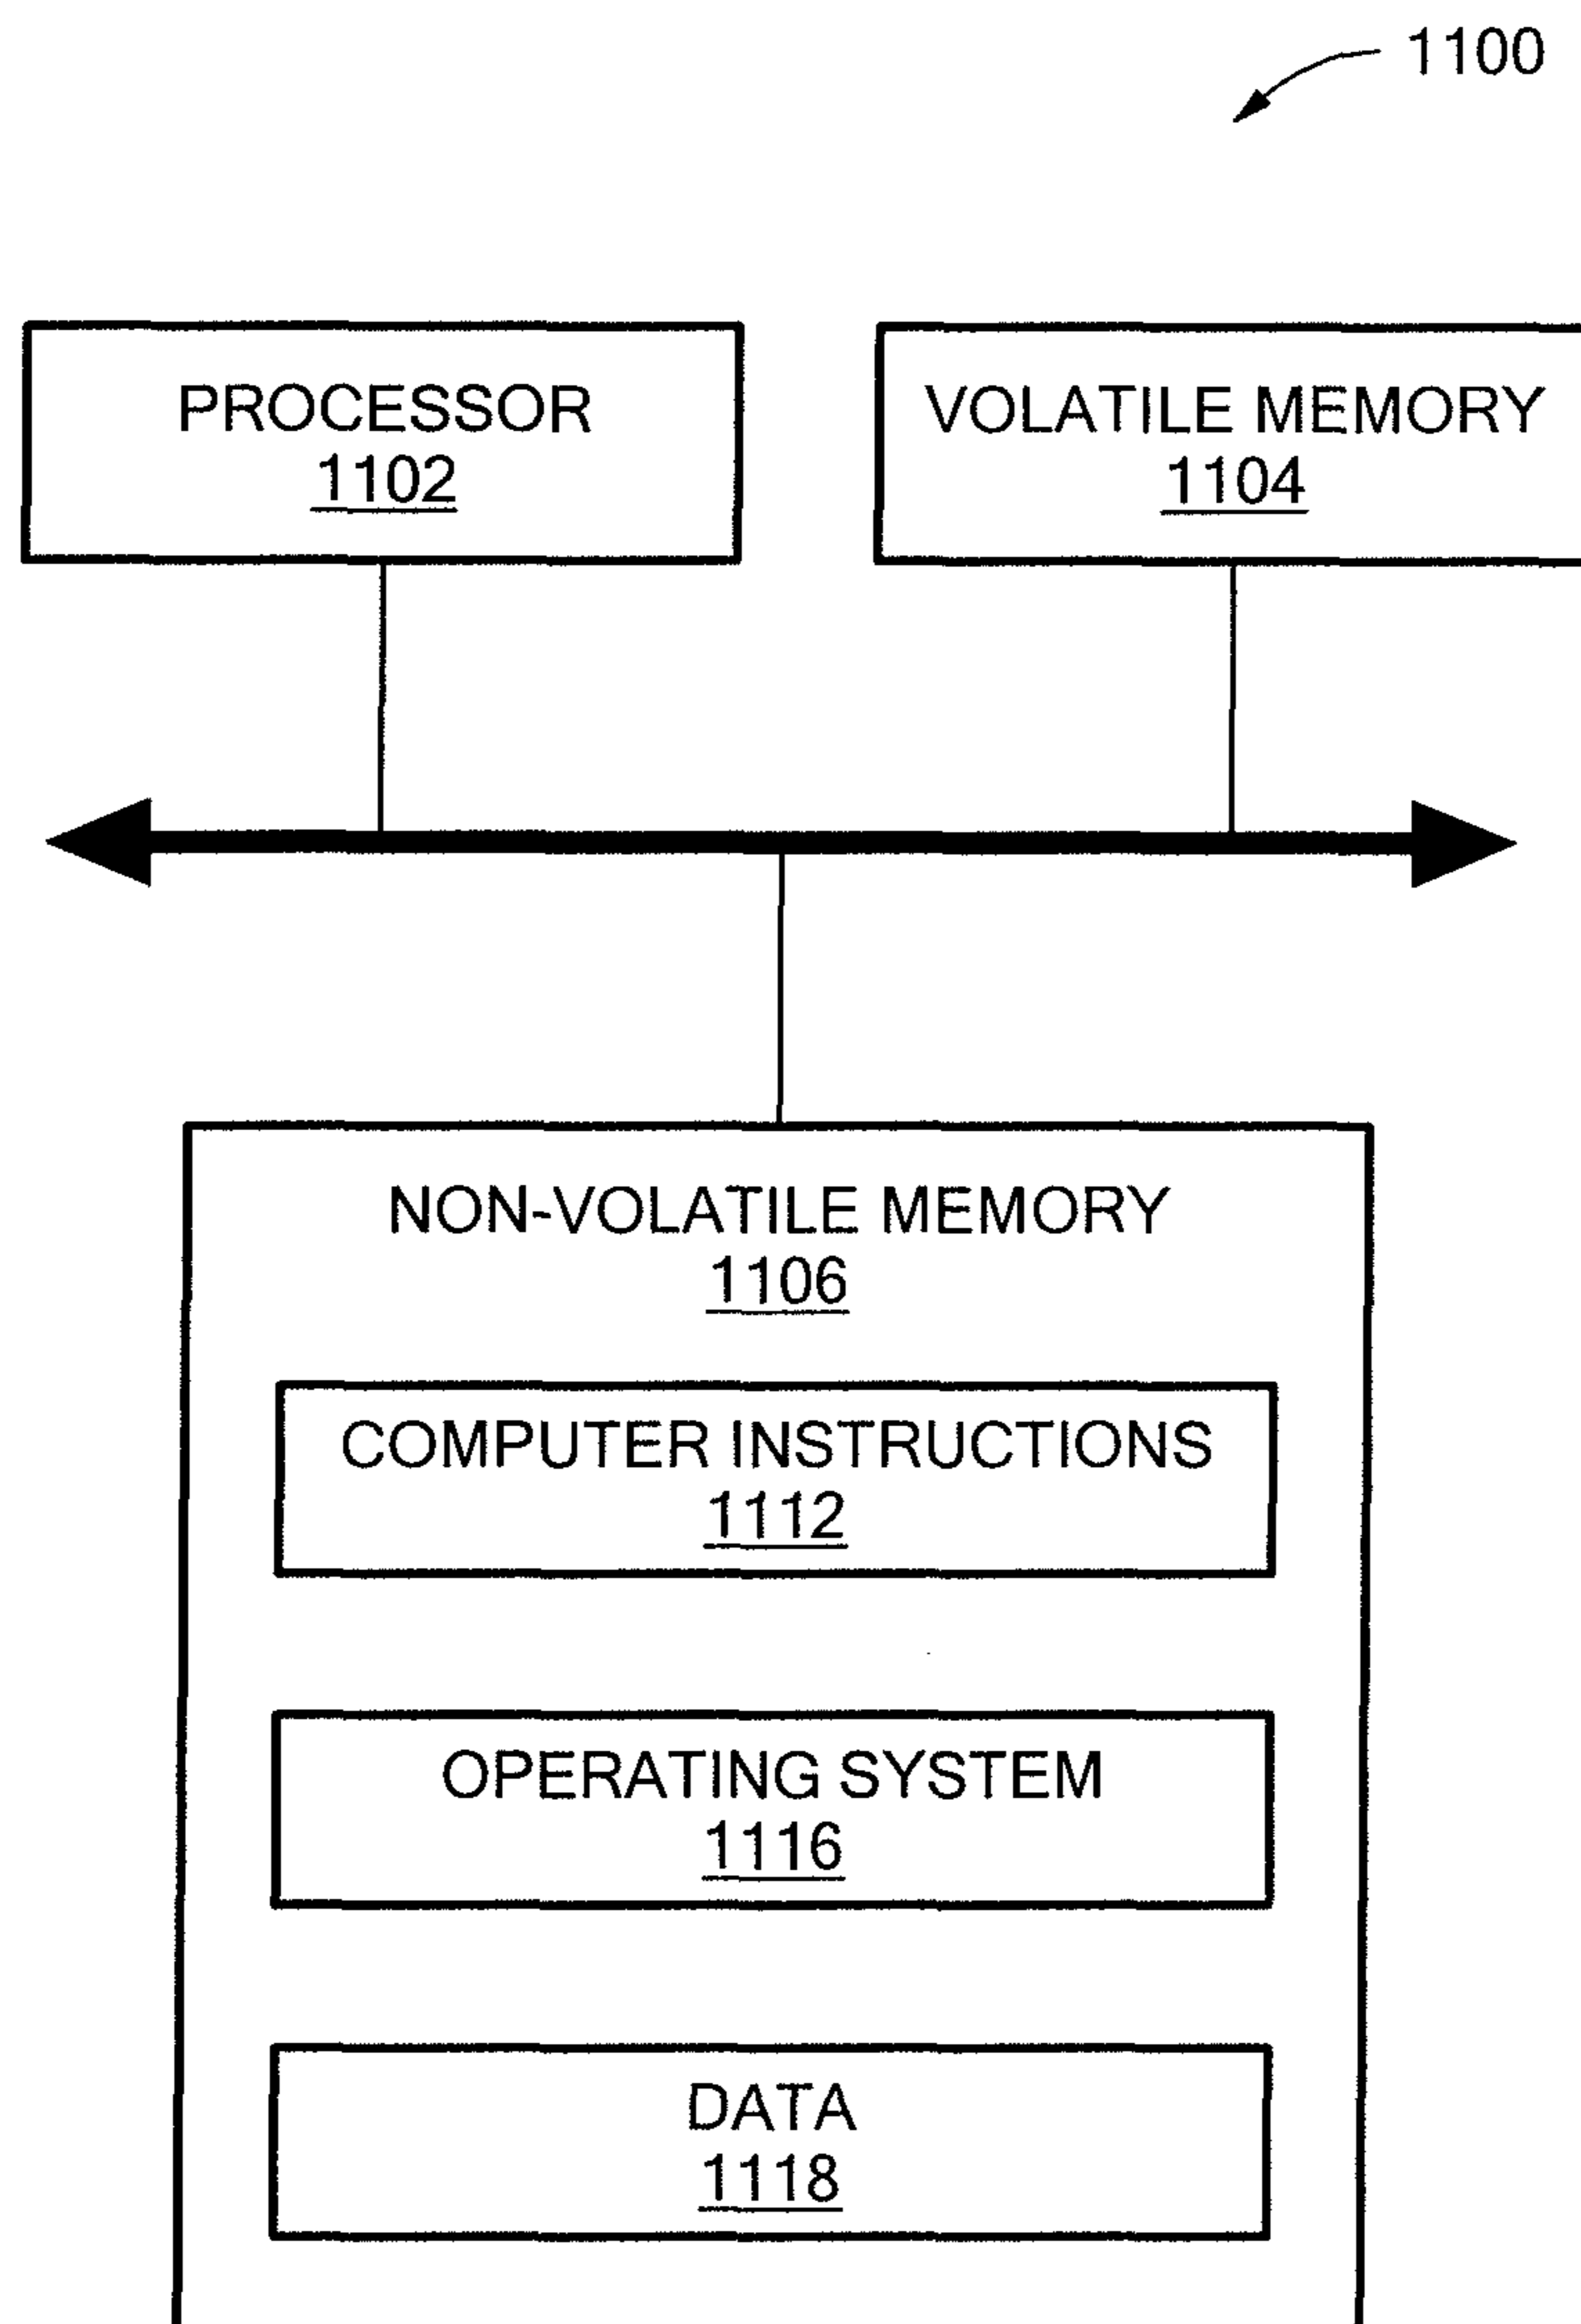 1100
PROCESSOR
1102
VOLATILE MEMORY
1104
NON-VOLATILE MEMORY
1106
COMPUTER INSTRUCTIONS
1112
OPERATING SYSTEM
1116
DATA
1118